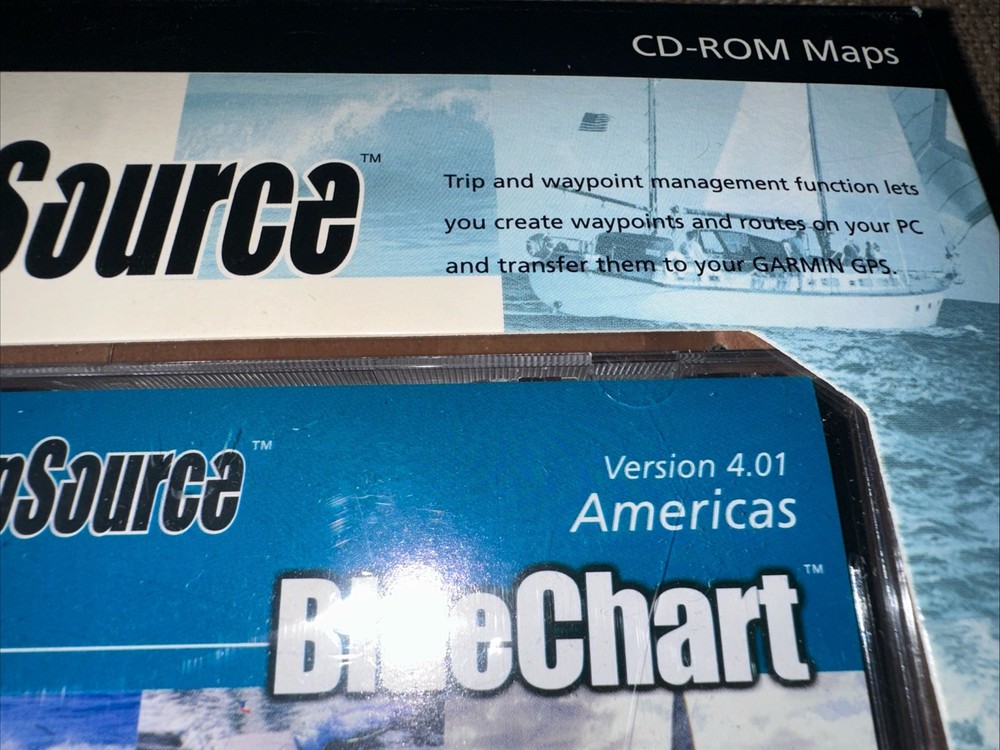 CD-ROM Maps
Source™
Trip and waypoint management function lets
you create waypoints and routes on your PC
and transfer them to your GARMIN GPS.
pSource™
Version 4.01
Americas
BlueChart™